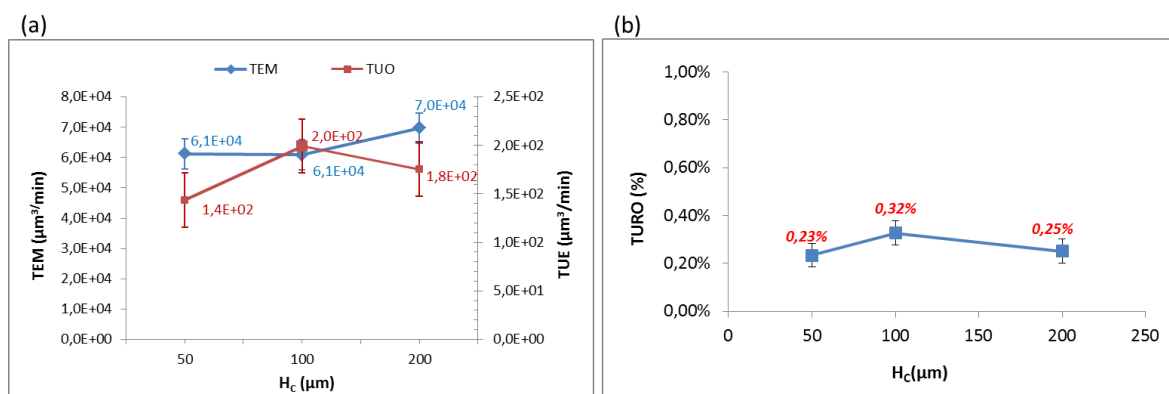 (a)
TEM TUO
8,0E+04
7,0E+04
6,0E+04
5,0E+04
4,0E+04
3,0E+04
2,0E+04
1,0E+04
0,0E+00
TEM (µm³/min)
6,1E+04
6,1E+04
7,0E+04
1,4E+02
2,0E+02
1,8E+02
2,5E+02
2,0E+02
1,5E+02
1,0E+02
5,0E+01
0,0E+00
TUE (µm³/min)
50 100 200
H_C (µm)
(b)
1,00%
0,80%
0,60%
0,40%
0,20%
0,00%
TURO (%)
0,23%
0,32%
0,25%
0 50 100 150 200 250
H_C(µm)